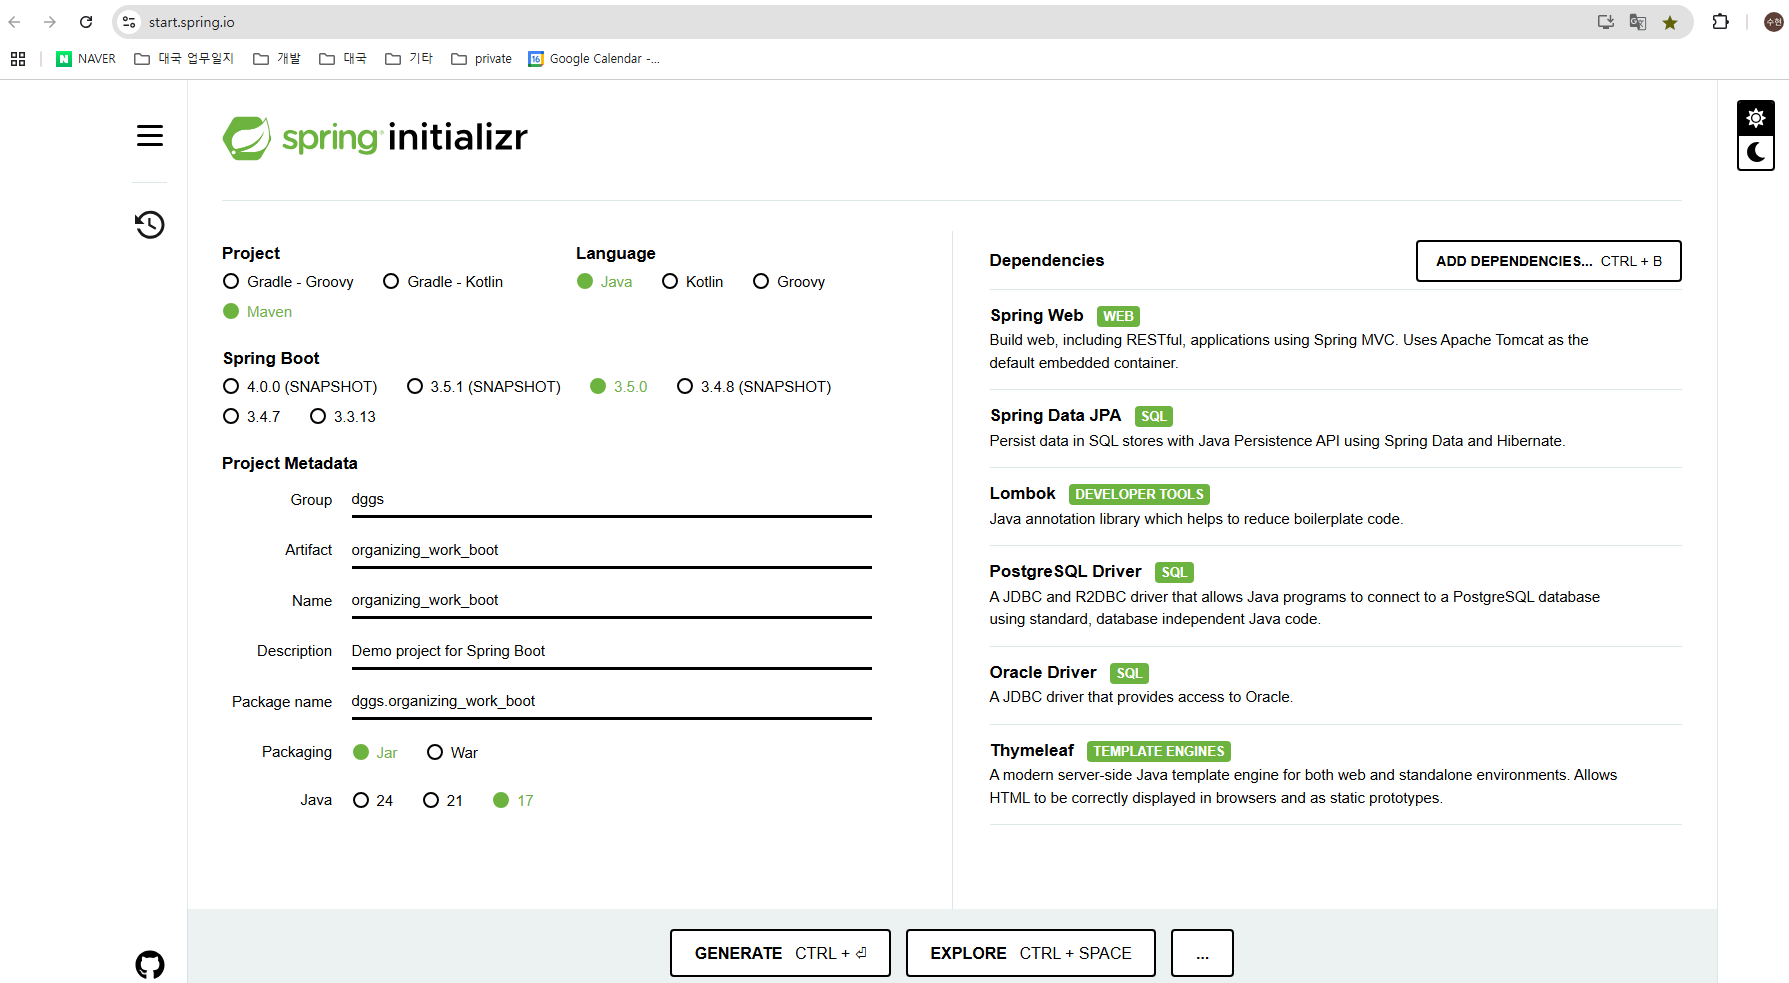 start.spring.io
수현
NAVER
대국 업무일지
개발
대국
기타
private
16
Google Calendar -...
spring initializr
Project
Gradle - Groovy
Gradle - Kotlin
Maven
Language
Java
Kotlin
Groovy
Spring Boot
4.0.0 (SNAPSHOT)
3.5.1 (SNAPSHOT)
3.5.0
3.4.8 (SNAPSHOT)
3.4.7
3.3.13
Project Metadata
Group dggs
Artifact organizing_work_boot
Name organizing_work_boot
Description Demo project for Spring Boot
Package name dggs.organizing_work_boot
Packaging Jar War
Java 24 21 17
Dependencies
ADD DEPENDENCIES... CTRL + B
Spring Web WEB
Build web, including RESTful, applications using Spring MVC. Uses Apache Tomcat as the
default embedded container.
Spring Data JPA SQL
Persist data in SQL stores with Java Persistence API using Spring Data and Hibernate.
Lombok DEVELOPER TOOLS
Java annotation library which helps to reduce boilerplate code.
PostgreSQL Driver SQL
A JDBC and R2DBC driver that allows Java programs to connect to a PostgreSQL database
using standard, database independent Java code.
Oracle Driver SQL
A JDBC driver that provides access to Oracle.
Thymeleaf TEMPLATE ENGINES
A modern server-side Java template engine for both web and standalone environments. Allows
HTML to be correctly displayed in browsers and as static prototypes.
GENERATE CTRL + ⏎
EXPLORE CTRL + SPACE
...